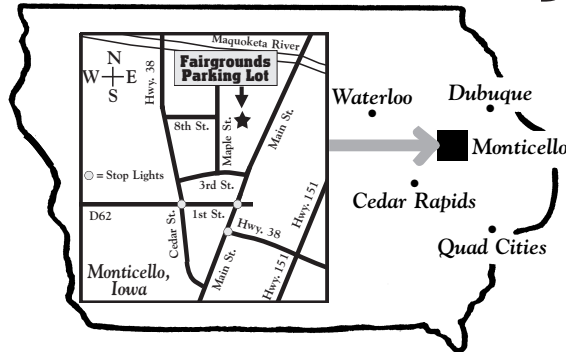 Maquoketa River
N
W E
S
Hwy. 38
Fairgrounds
Parking Lot
8th St.
Maple St.
Main St.
= Stop Lights
3rd St.
Hwy. 151
D62
Cedar St.
1st St.
Hwy. 38
Main St.
Hwy. 151
Monticello,
Iowa
Waterloo
Dubuque
Monticello
Cedar Rapids
Quad Cities